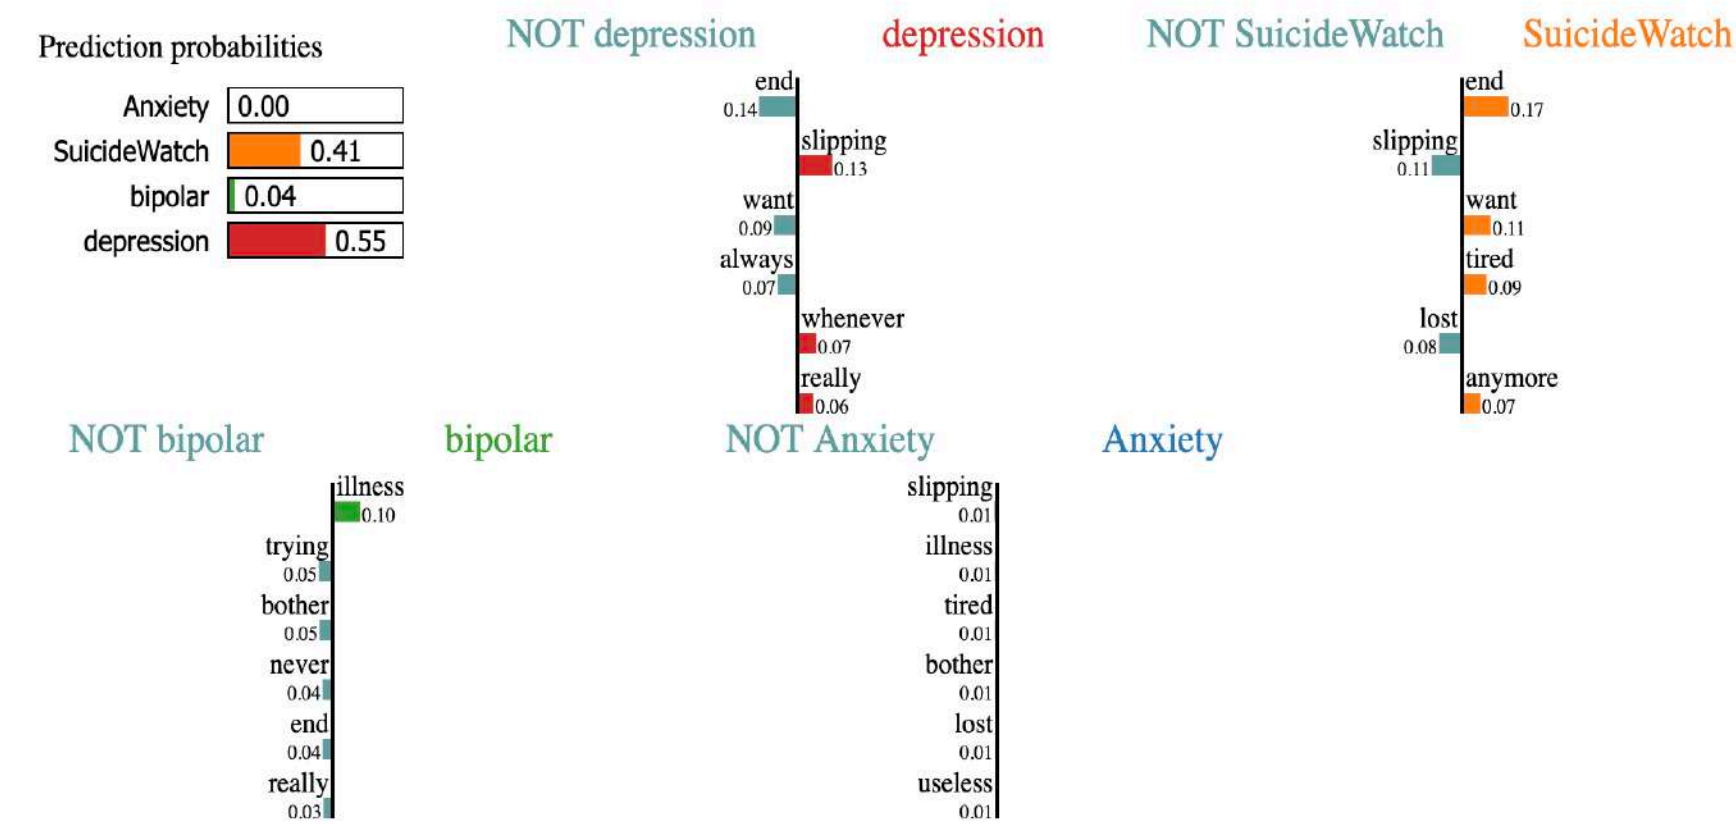 Prediction probabilities
Anxiety 0.00
SuicideWatch 0.41
bipolar 0.04
depression 0.55
NOT depression depression
end
0.14
slipping
0.13
want
0.09
always
0.07
whenever
0.07
really
0.06
NOT SuicideWatch SuicideWatch
end
0.17
slipping
0.11
want
0.11
tired
0.09
lost
0.08
anymore
0.07
NOT bipolar bipolar
illness
0.10
trying
0.05
bother
0.05
never
0.04
end
0.04
really
0.03
NOT Anxiety Anxiety
slipping
0.01
illness
0.01
tired
0.01
bother
0.01
lost
0.01
useless
0.01